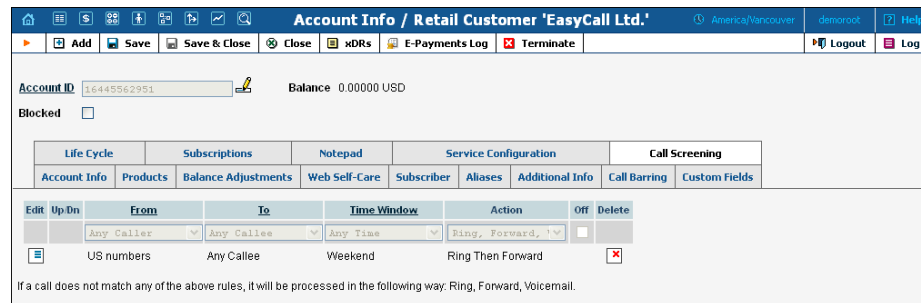 Account Info / Retail Customer 'EasyCall Ltd.' America/Vancouver demoroot Help
Add Save Save & Close Close xDRs E-Payments Log Terminate Logout Log
Account ID 16445562951 Balance 0.00000 USD
Blocked
Life Cycle Subscriptions Notepad Service Configuration Call Screening
Account Info Products Balance Adjustments Web Self-Care Subscriber Aliases Additional Info Call Barring Custom Fields
Edit Up/Dn From To Time Window Action Off Delete
Any Caller Any Callee Any Time Ring, Forward,
US numbers Any Callee Weekend Ring Then Forward
If a call does not match any of the above rules, it will be processed in the following way: Ring, Forward, Voicemail.